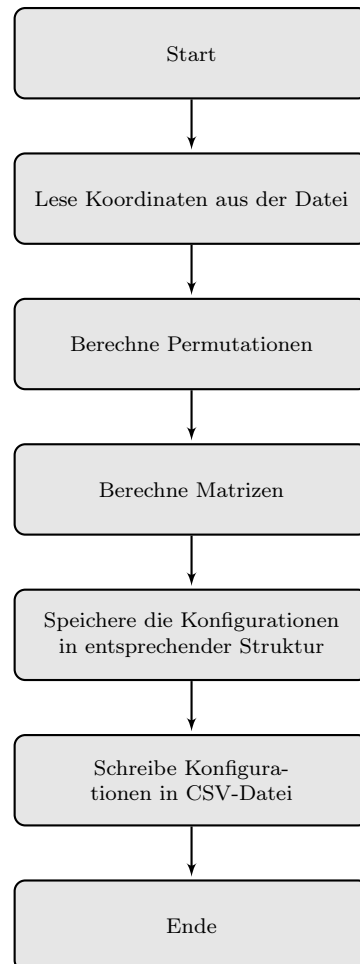 Start
Lese Koordinaten aus der Datei
Berechne Permutationen
Berechne Matrizen
Speichere die Konfigurationen
in entsprechender Struktur
Schreibe Konfigura-
tionen in CSV-Datei
Ende